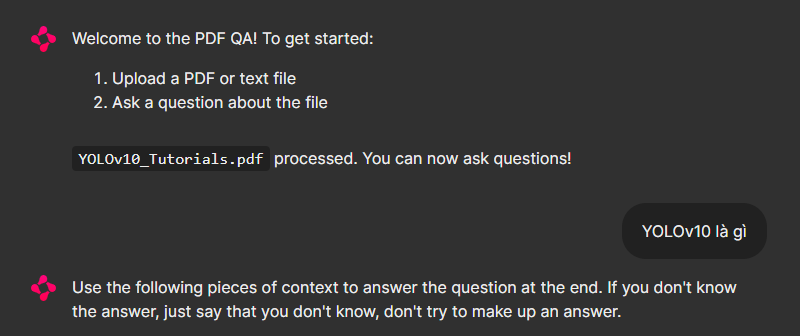 Welcome to the PDF QA! To get started:
1. Upload a PDF or text file
2. Ask a question about the file
YOLOv10_Tutorials.pdf processed. You can now ask questions!
YOLOv10 là gì
Use the following pieces of context to answer the question at the end. If you don't know
the answer, just say that you don't know, don't try to make up an answer.